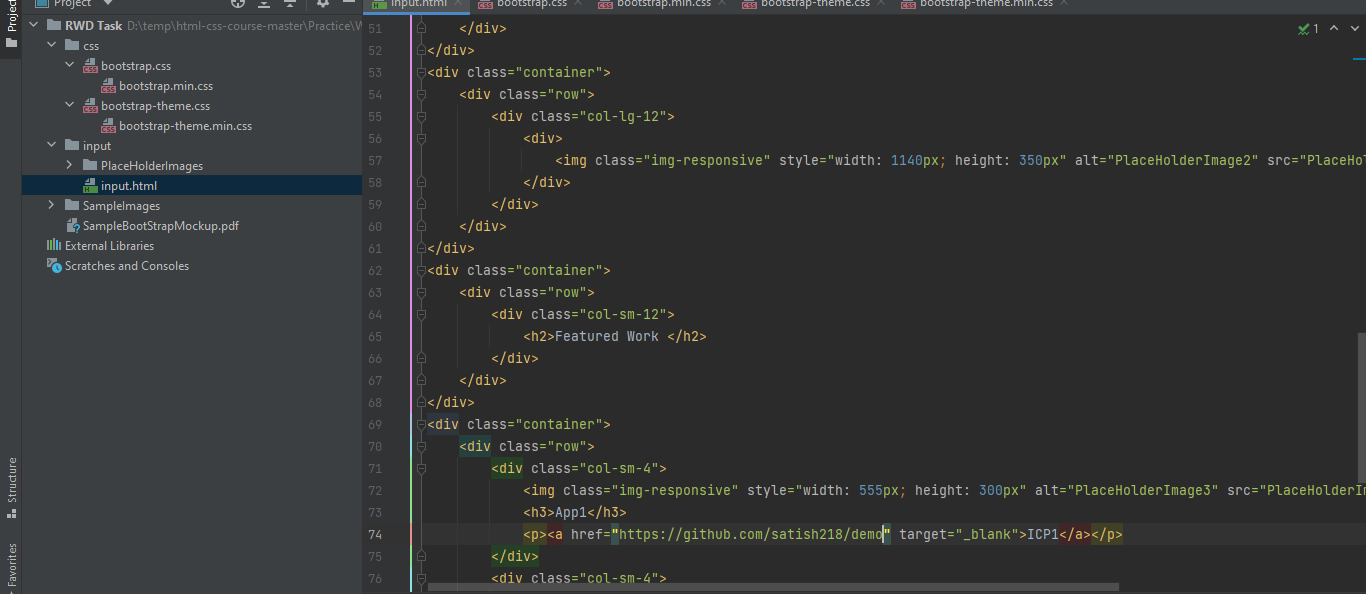 Project
input.html
bootstrap.css
bootstrap.min.css
bootstrap-theme.css
bootstrap-theme.min.css
Project
RWD Task D:\temp\html-css-course-master\Practice\W
css
bootstrap.css
bootstrap.min.css
bootstrap-theme.css
bootstrap-theme.min.css
input
PlaceHolderImages
input.html
SampleImages
SampleBootStrapMockup.pdf
External Libraries
Scratches and Consoles
Structure
Favorites
1
51 </div>
52 </div>
53 <div class="container">
54 <div class="row">
55 <div class="col-lg-12">
56 <div>
57 <img class="img-responsive" style="width: 1140px; height: 350px" alt="PlaceHolderImage2" src="PlaceHol
58 </div>
59 </div>
60 </div>
61 </div>
62 <div class="container">
63 <div class="row">
64 <div class="col-sm-12">
65 <h2>Featured Work </h2>
66 </div>
67 </div>
68 </div>
69 <div class="container">
70 <div class="row">
71 <div class="col-sm-4">
72 <img class="img-responsive" style="width: 555px; height: 300px" alt="PlaceHolderImage3" src="PlaceHolderI
73 <h3>App1</h3>
74 <p><a href="https://github.com/satish218/demo" target="_blank">ICP1</a></p>
75 </div>
76 <div class="col-sm-4">